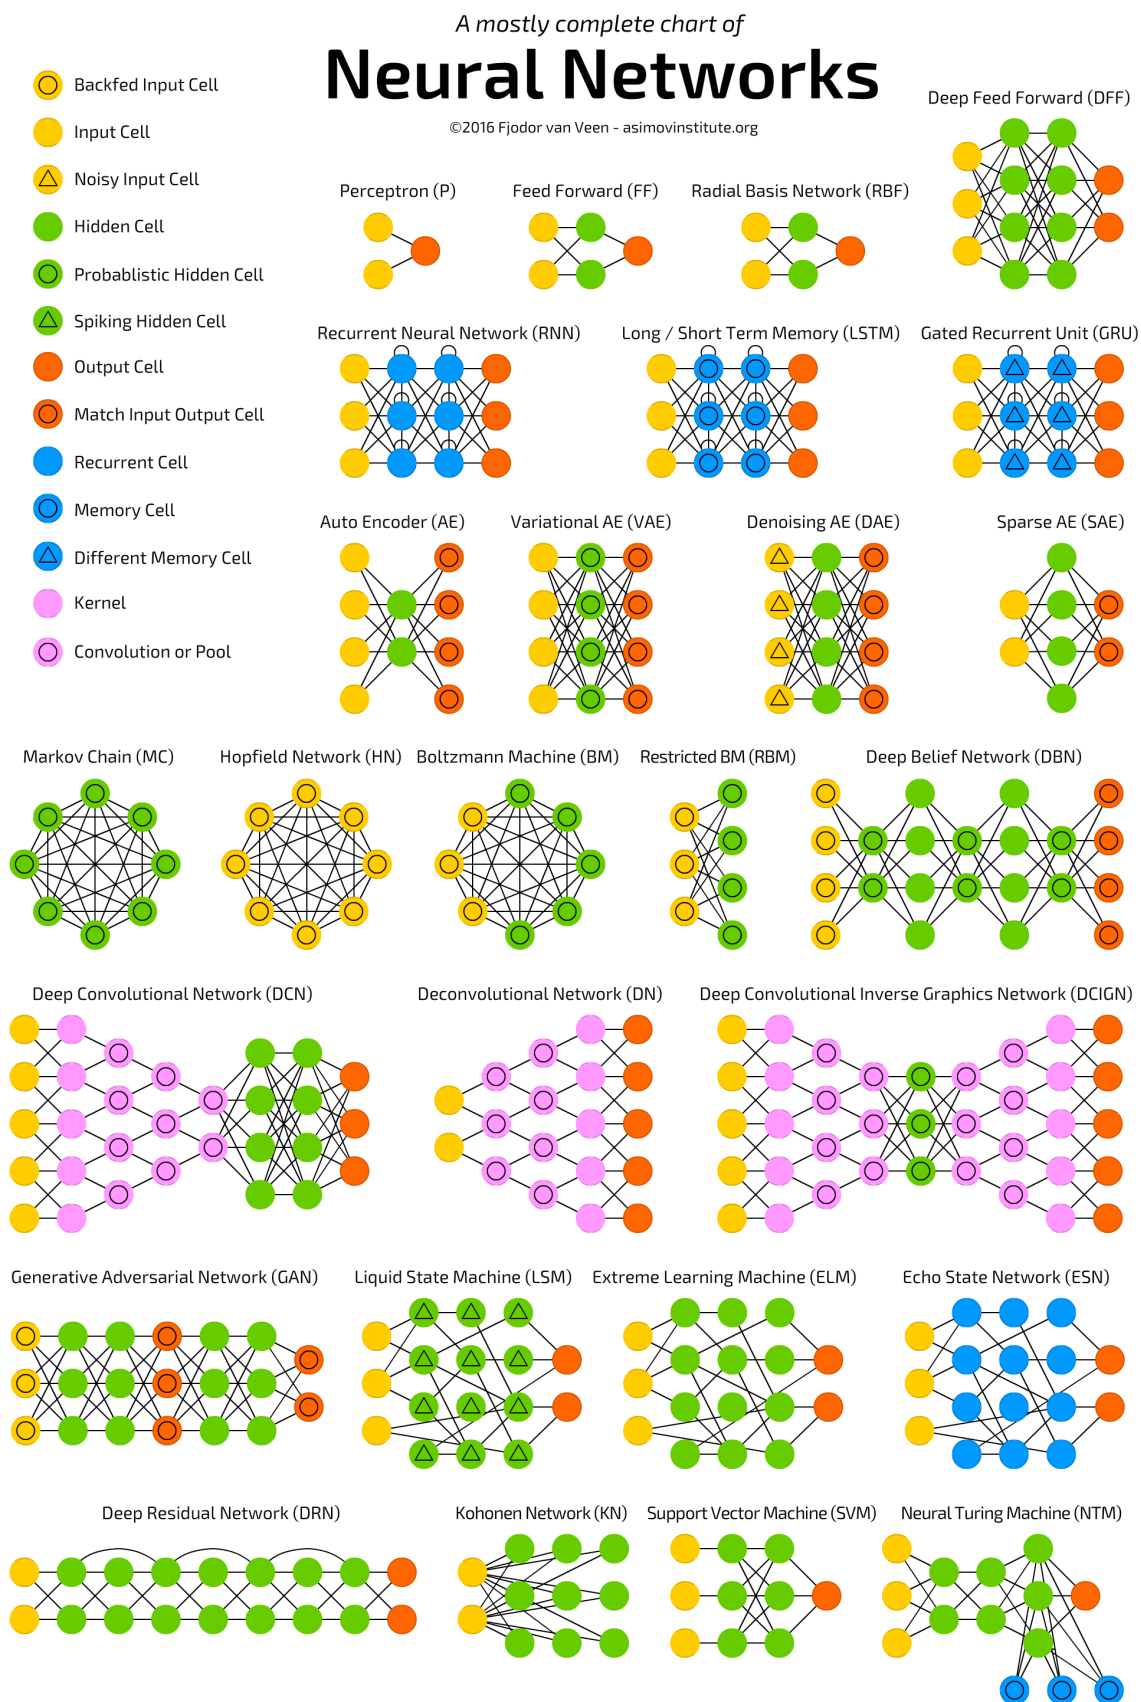 A mostly complete chart of
Neural Networks
©2016 Fjodor van Veen - asimovinstitute.org
Backfed Input Cell
Input Cell
Noisy Input Cell
Hidden Cell
Probablistic Hidden Cell
Spiking Hidden Cell
Output Cell
Match Input Output Cell
Recurrent Cell
Memory Cell
Different Memory Cell
Kernel
Convolution or Pool
Deep Feed Forward (DFF)
Perceptron (P)
Feed Forward (FF)
Radial Basis Network (RBF)
Recurrent Neural Network (RNN)
Long / Short Term Memory (LSTM)
Gated Recurrent Unit (GRU)
Auto Encoder (AE)
Variational AE (VAE)
Denoising AE (DAE)
Sparse AE (SAE)
Markov Chain (MC)
Hopfield Network (HN)
Boltzmann Machine (BM)
Restricted BM (RBM)
Deep Belief Network (DBN)
Deep Convolutional Network (DCN)
Deconvolutional Network (DN)
Deep Convolutional Inverse Graphics Network (DCIGN)
Generative Adversarial Network (GAN)
Liquid State Machine (LSM)
Extreme Learning Machine (ELM)
Echo State Network (ESN)
Deep Residual Network (DRN)
Kohonen Network (KN)
Support Vector Machine (SVM)
Neural Turing Machine (NTM)